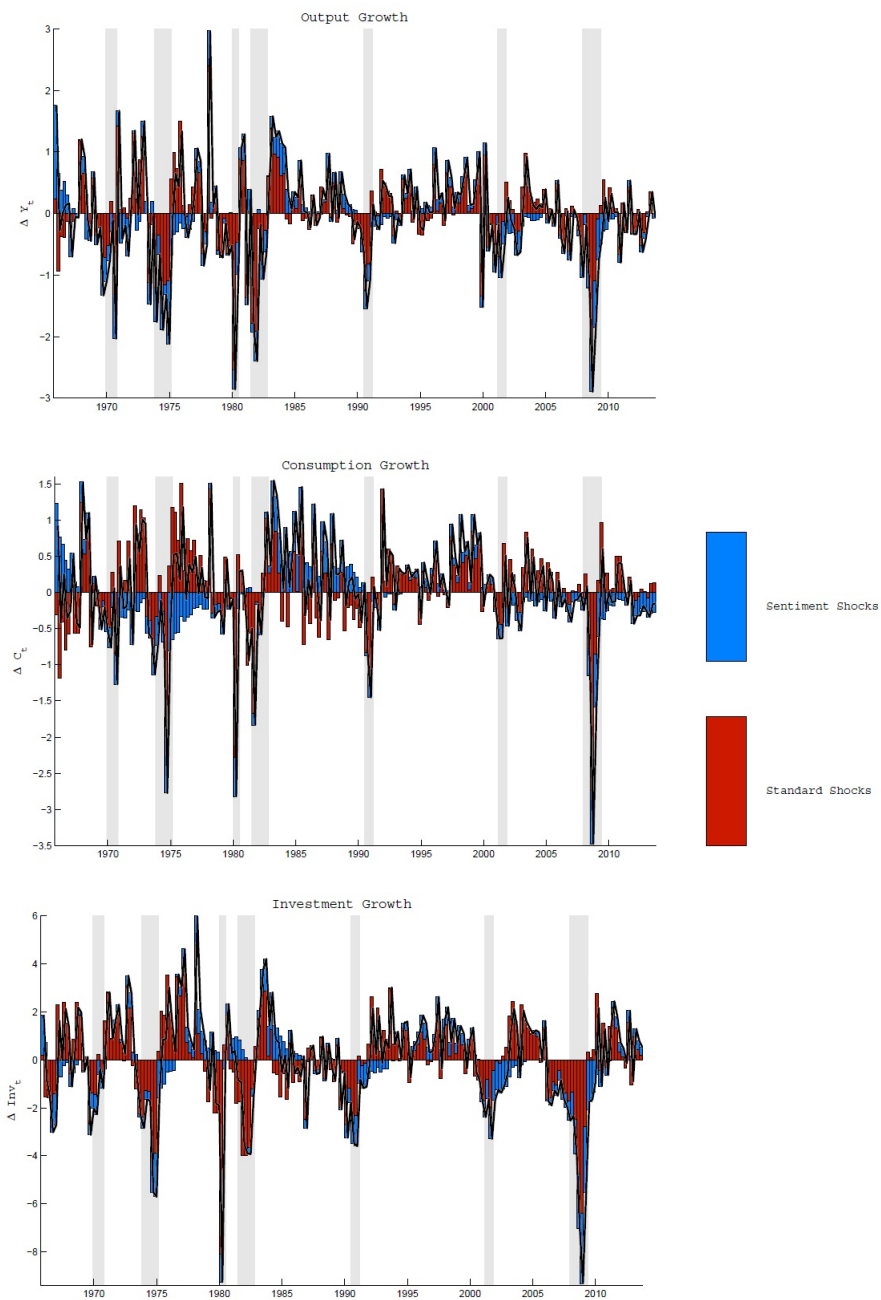 Output Growth
3
2
1
0
−1
−2
−3
Δ Y_t
1970 1975 1980 1985 1990 1995 2000 2005 2010
Consumption Growth
1.5
1
0.5
0
−0.5
−1
−1.5
−2
−2.5
−3
−3.5
Δ C_t
1970 1975 1980 1985 1990 1995 2000 2005 2010
Sentiment Shocks
Standard Shocks
Investment Growth
6
4
2
0
−2
−4
−6
−8
Δ Inv_t
1970 1975 1980 1985 1990 1995 2000 2005 2010